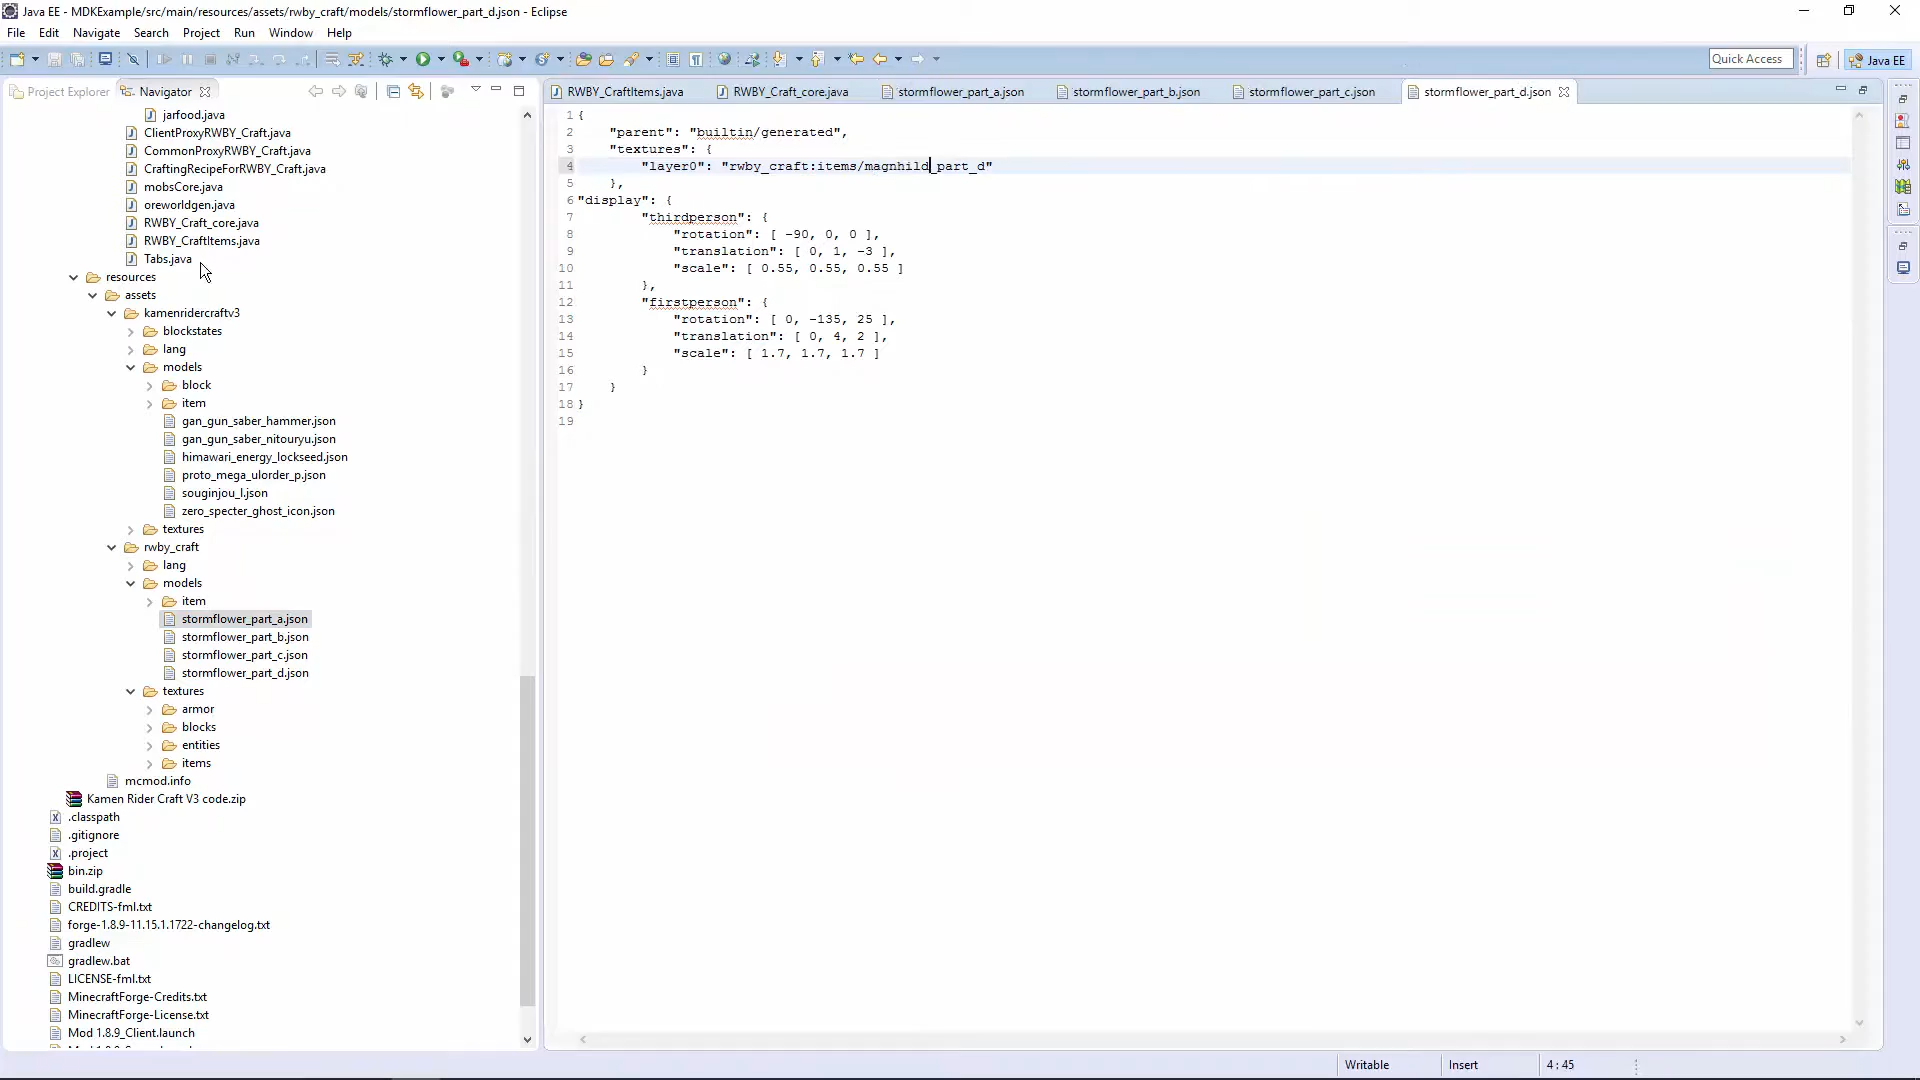 Java EE - MDKExample/src/main/resources/assets/rwby_craft/models/stormflower_part_d.json - Eclipse
File Edit Navigate Search Project Run Window Help
Quick Access
Java EE
Project Explorer
Navigator
jarfood.java
ClientProxyRWBY_Craft.java
CommonProxyRWBY_Craft.java
CraftingRecipeForRWBY_Craft.java
mobsCore.java
oreworldgen.java
RWBY_Craft_core.java
RWBY_CraftItems.java
Tabs.java
resources
assets
kamenridercraftv3
blockstates
lang
models
block
item
gan_gun_saber_hammer.json
gan_gun_saber_nitouryu.json
himawari_energy_lockseed.json
proto_mega_ulorder_p.json
souginjou_l.json
zero_specter_ghost_icon.json
textures
rwby_craft
lang
models
item
stormflower_part_a.json
stormflower_part_b.json
stormflower_part_c.json
stormflower_part_d.json
textures
armor
blocks
entities
items
mcmod.info
Kamen Rider Craft V3 code.zip
.classpath
.gitignore
.project
bin.zip
build.gradle
CREDITS-fml.txt
forge-1.8.9-11.15.1.1722-changelog.txt
gradlew
gradlew.bat
LICENSE-fml.txt
MinecraftForge-Credits.txt
MinecraftForge-License.txt
Mod 1.8.9_Client.launch
RWBY_CraftItems.java RWBY_Craft_core.java stormflower_part_a.json stormflower_part_b.json stormflower_part_c.json stormflower_part_d.json
1 {
2 "parent": "builtin/generated",
3 "textures": {
4 "layer0": "rwby_craft:items/magnhild_part_d"
5 },
6 "display": {
7 "thirdperson": {
8 "rotation": [ -90, 0, 0 ],
9 "translation": [ 0, 1, -3 ],
10 "scale": [ 0.55, 0.55, 0.55 ]
11 },
12 "firstperson": {
13 "rotation": [ 0, -135, 25 ],
14 "translation": [ 0, 4, 2 ],
15 "scale": [ 1.7, 1.7, 1.7 ]
16 }
17 }
18 }
19
Writable Insert 4 : 45